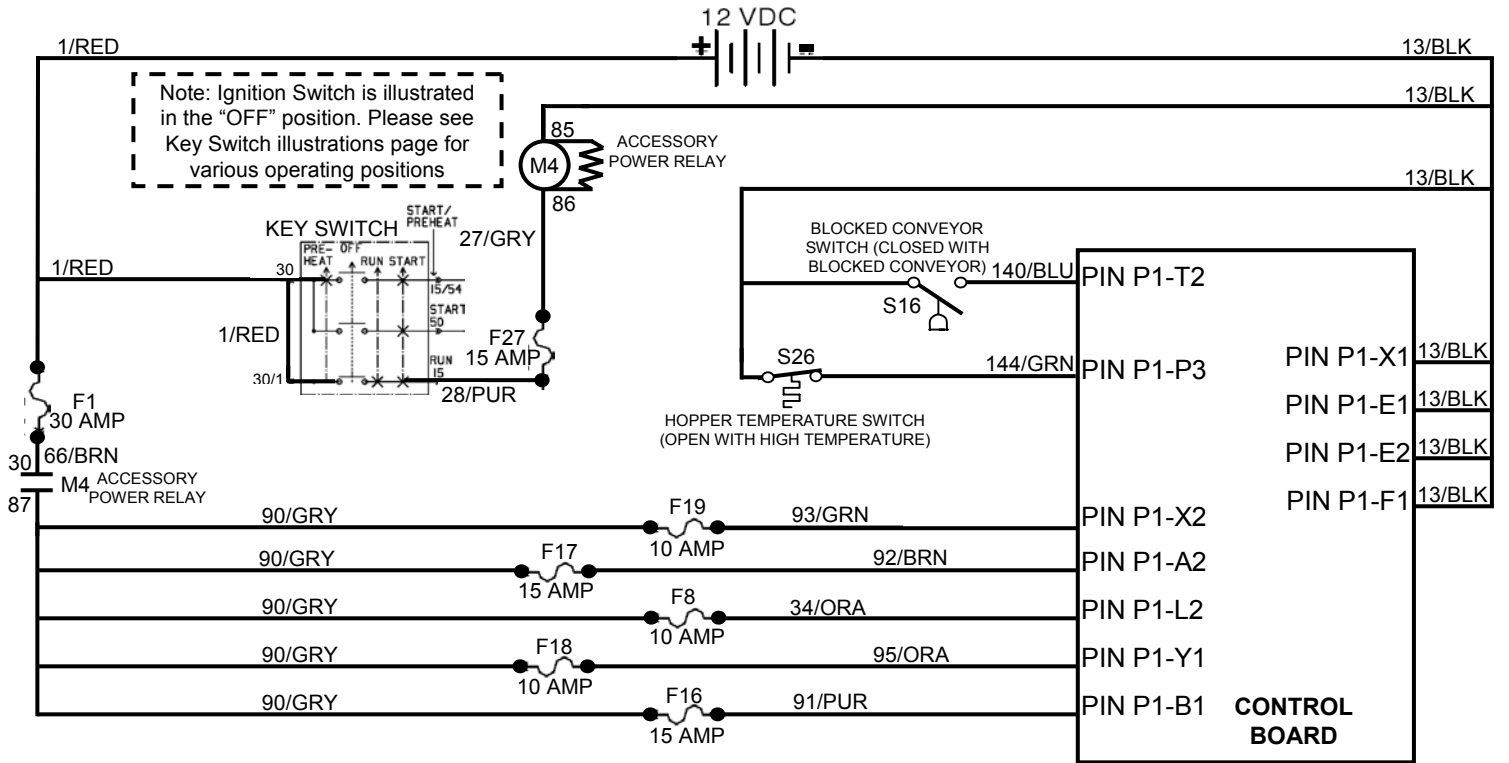 12 VDC
1/RED
13/BLK
Note: Ignition Switch is illustrated
in the “OFF” position. Please see
Key Switch illustrations page for
various operating positions
13/BLK
85
M4
ACCESSORY
POWER RELAY
86
13/BLK
KEY SWITCH
START/
PREHEAT
27/GRY
PRE-
HEAT
OFF
RUN START
1/RED
30
15/54
START
50
1/RED
RUN
15
30/1
28/PUR
F27
15 AMP
BLOCKED CONVEYOR
SWITCH (CLOSED WITH
BLOCKED CONVEYOR)
140/BLU
PIN P1-T2
S16
S26
144/GRN
PIN P1-P3
HOPPER TEMPERATURE SWITCH
(OPEN WITH HIGH TEMPERATURE)
PIN P1-X1
13/BLK
PIN P1-E1
13/BLK
PIN P1-E2
13/BLK
PIN P1-F1
13/BLK
F1
30 AMP
30
66/BRN
M4
ACCESSORY
POWER RELAY
87
90/GRY
F19
10 AMP
93/GRN
PIN P1-X2
90/GRY
F17
15 AMP
92/BRN
PIN P1-A2
90/GRY
F8
10 AMP
34/ORA
PIN P1-L2
90/GRY
F18
10 AMP
95/ORA
PIN P1-Y1
90/GRY
F16
15 AMP
91/PUR
PIN P1-B1
CONTROL
BOARD